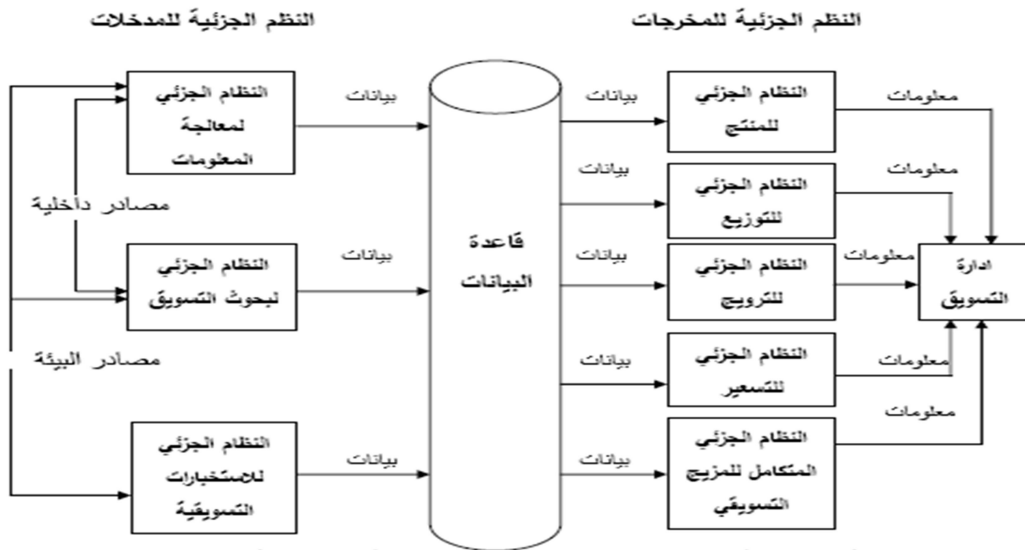 النظم الجزئية للمخرجات
النظم الجزئية للمدخلات
النظام الجزئي
لمعالجة
المعلومات
بيانات
بيانات
النظام الجزئي
للمنتج
معلومات
مصادر داخلية
بيانات
النظام الجزئي
للتوزيع
معلومات
النظام الجزئي
لبحوث التسويق
بيانات
قاعدة
البيانات
بيانات
النظام الجزئي
للترويج
معلومات
ادارة
التسويق
مصادر البيئة
بيانات
النظام الجزئي
للتسعير
معلومات
النظام الجزئي
للاستخبارات
التسويقية
بيانات
بيانات
النظام الجزئي
المتكامل للمزيج
التسويقي
معلومات